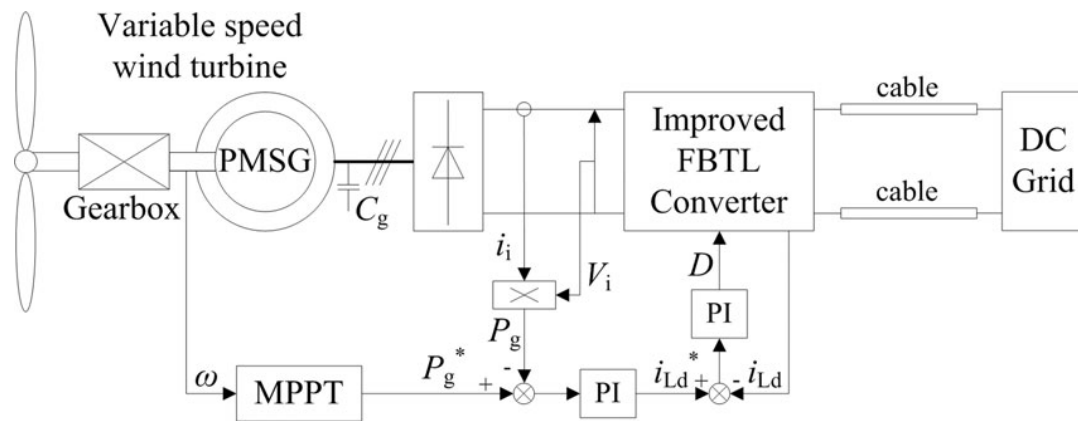 Variable speed
wind turbine
Gearbox
PMSG
C_g
Improved
FBTL
Converter
cable
cable
DC
Grid
i_i
V_i
P_g
D
PI
ω
MPPT
P_g^*
+
-
PI
i_Ld^*
+
-
i_Ld